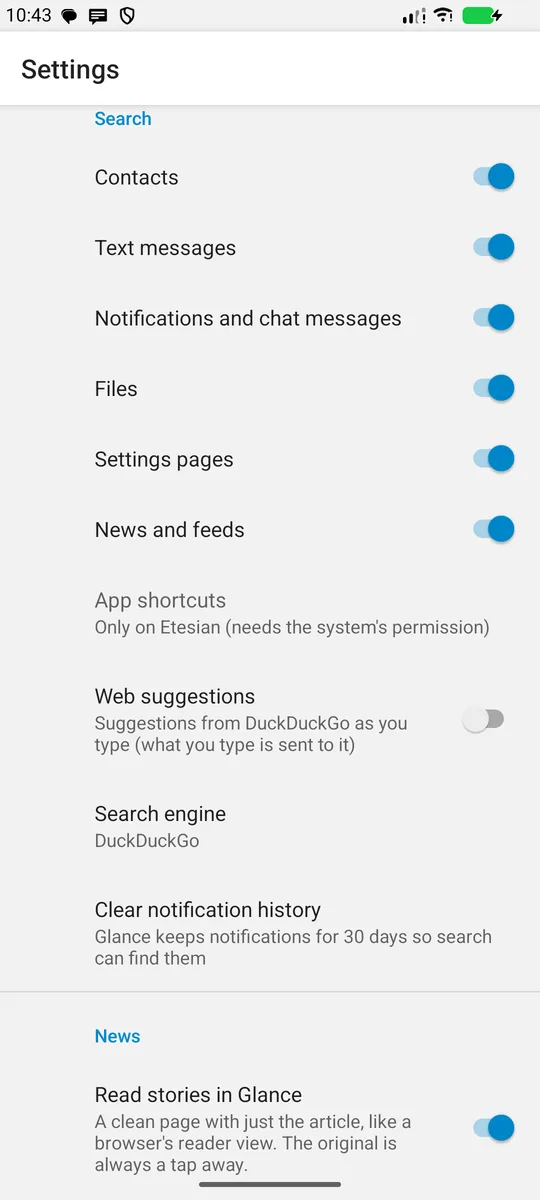 10:43
Settings
Search
Contacts
Text messages
Notifications and chat messages
Files
Settings pages
News and feeds
App shortcuts
Only on Etesian (needs the system's permission)
Web suggestions
Suggestions from DuckDuckGo as you
type (what you type is sent to it)
Search engine
DuckDuckGo
Clear notification history
Glance keeps notifications for 30 days so search
can find them
News
Read stories in Glance
A clean page with just the article, like a
browser's reader view. The original is
always a tap away.